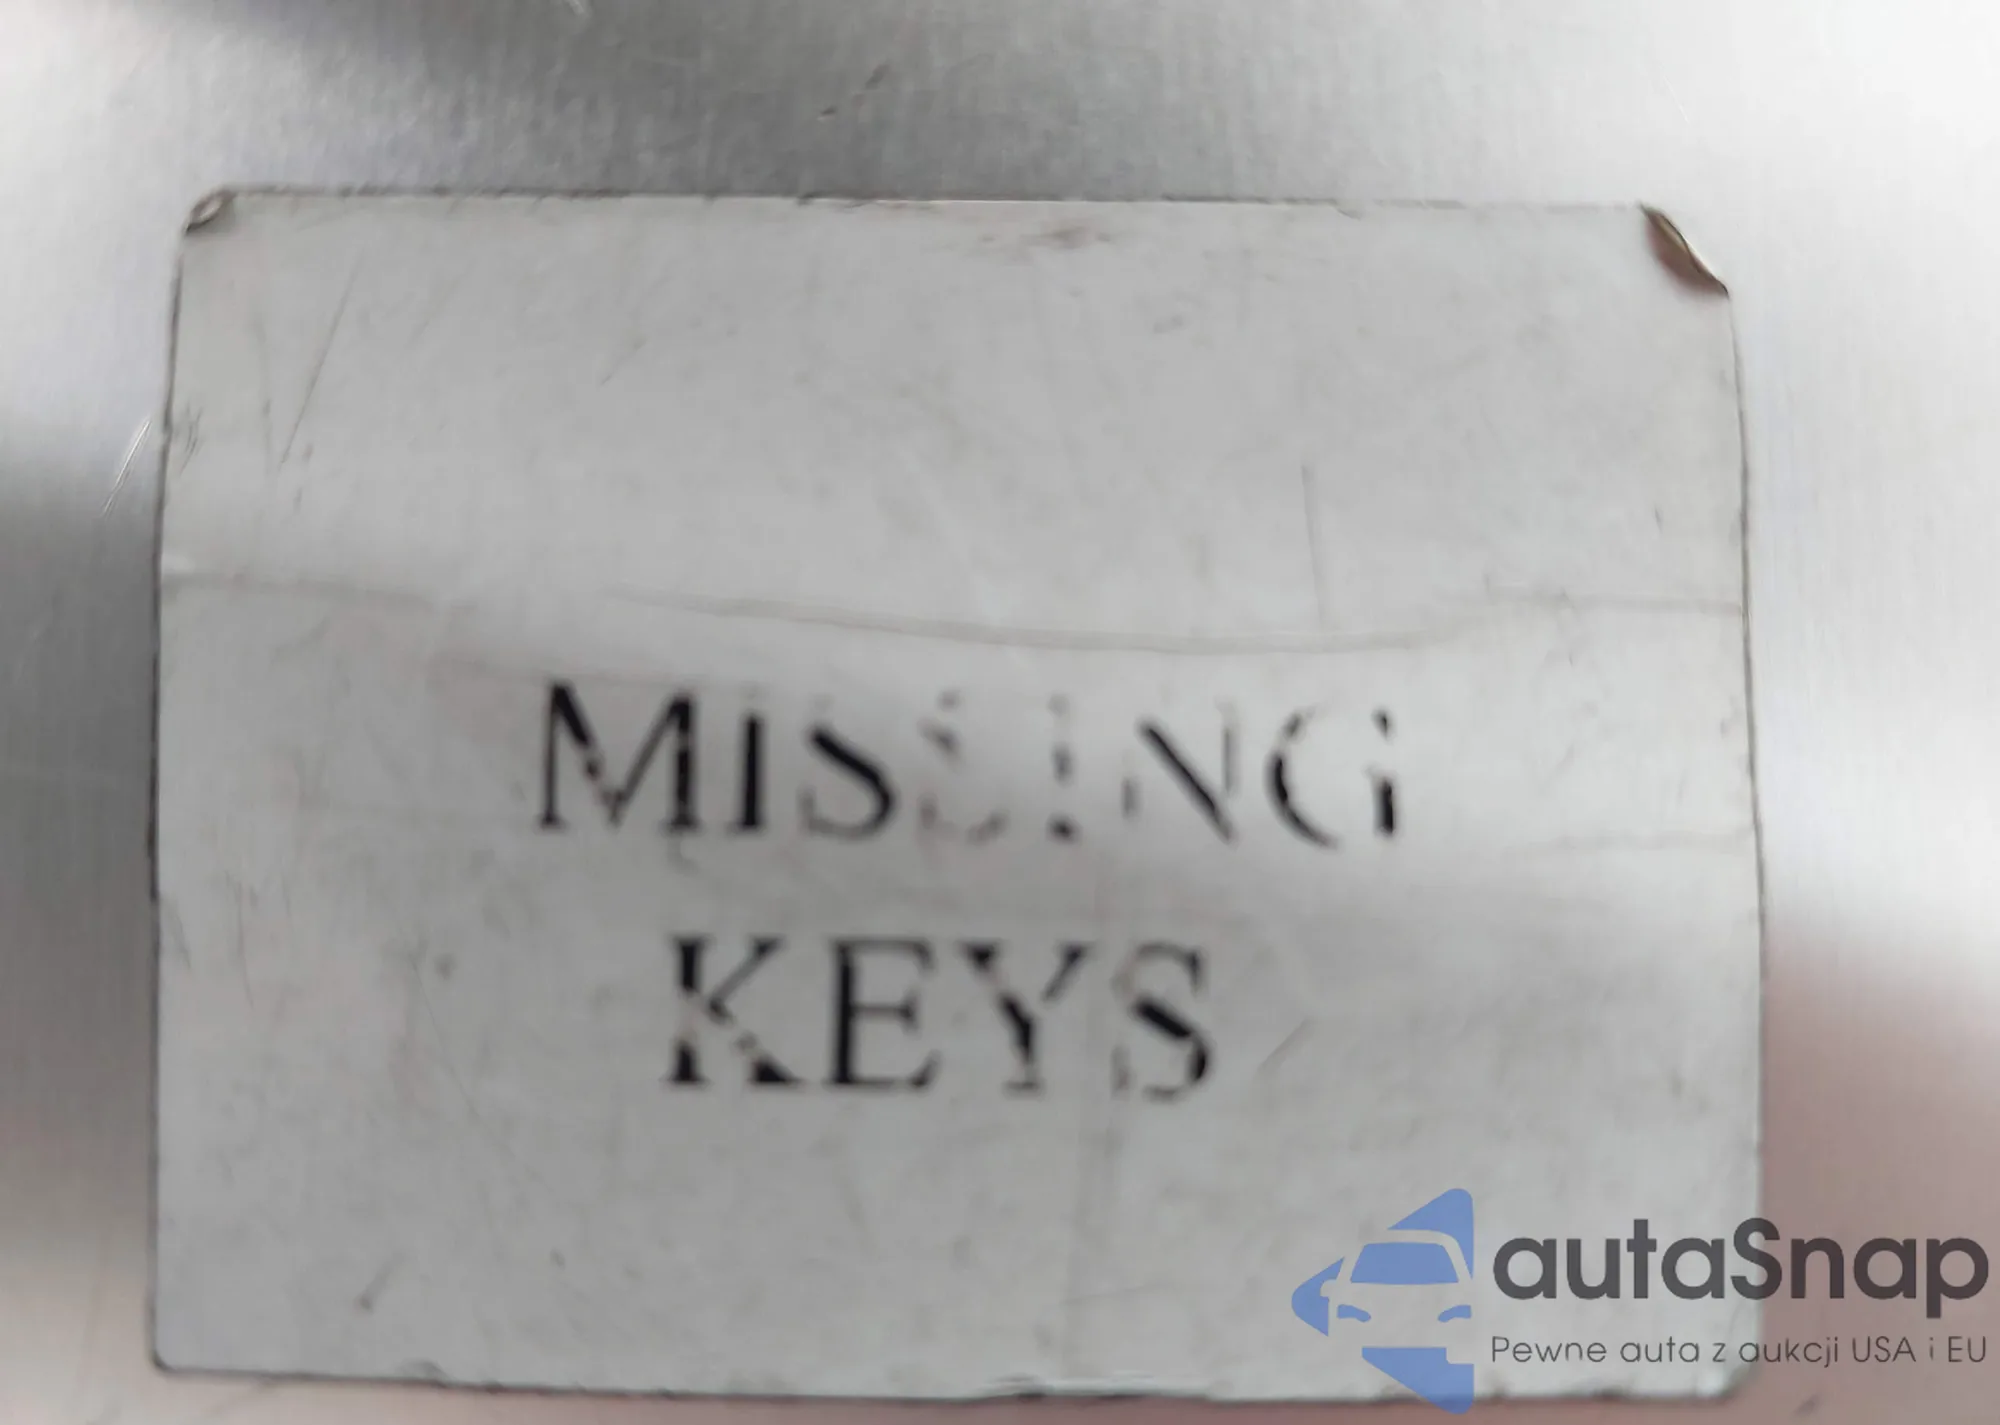 MISSING
KEYS
autaSnap
Pewne auta z aukcji USA i EU